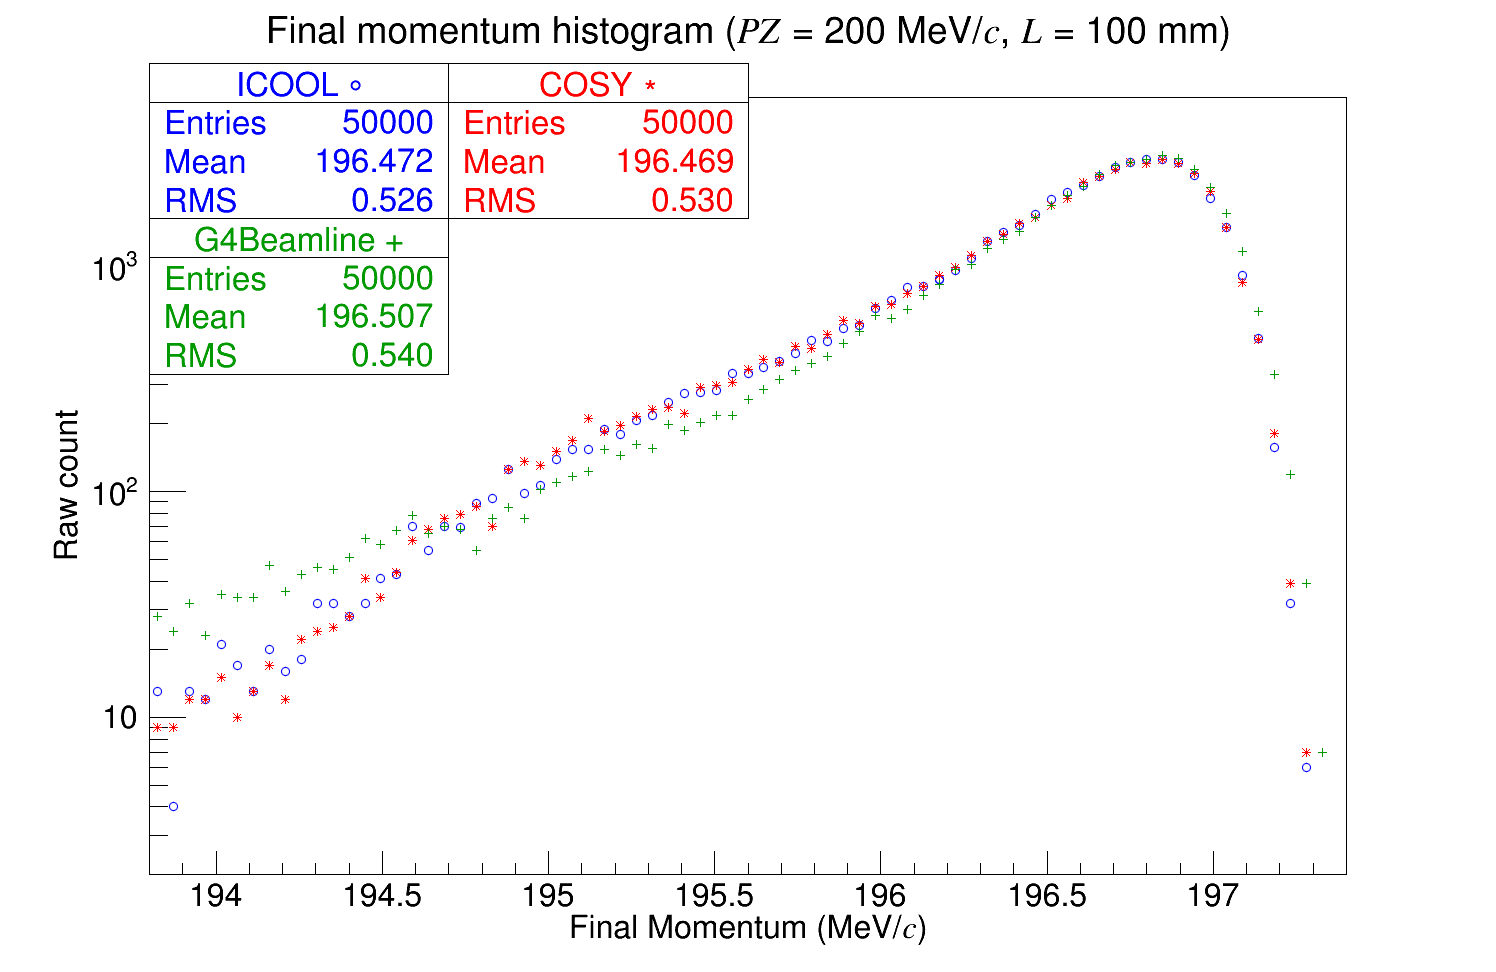 Final momentum histogram (PZ = 200 MeV/c, L = 100 mm)
ICOOL ∘
Entries 50000
Mean 196.472
RMS 0.526
COSY *
Entries 50000
Mean 196.469
RMS 0.530
G4Beamline +
Entries 50000
Mean 196.507
RMS 0.540
Raw count
10³
10²
10
194 194.5 195 195.5 196 196.5 197
Final Momentum (MeV/c)